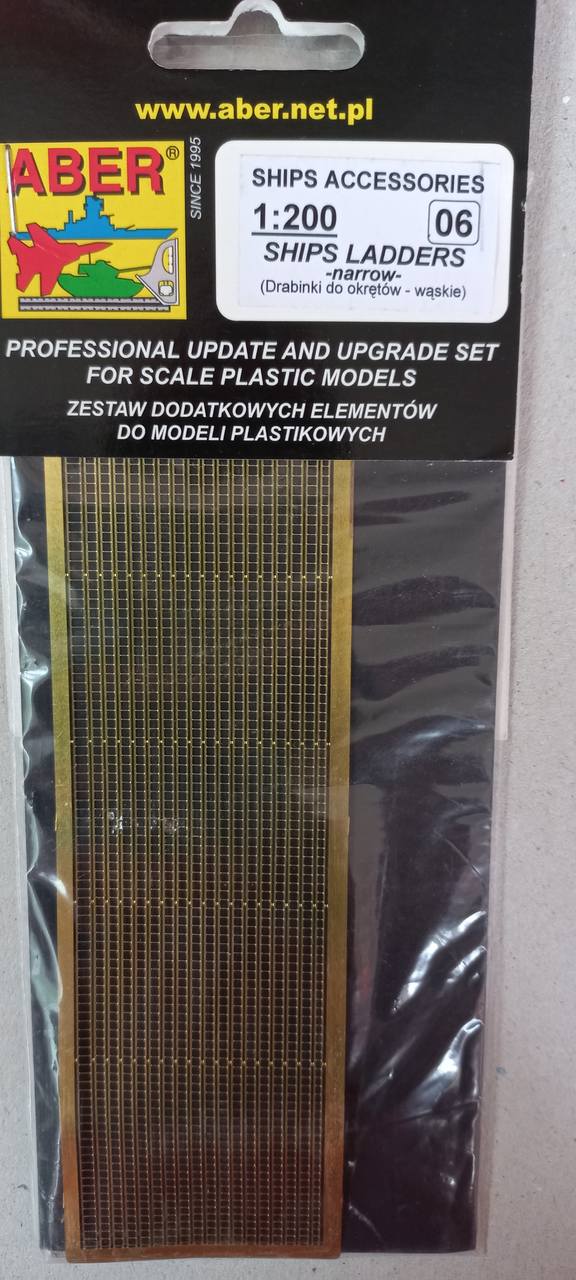 www.aber.net.pl
ABER®
SINCE 1995
SHIPS ACCESSORIES
1:200 06
SHIPS LADDERS
-narrow-
(Drabinki do okrętów - wąskie)
PROFESSIONAL UPDATE AND UPGRADE SET
FOR SCALE PLASTIC MODELS
ZESTAW DODATKOWYCH ELEMENTÓW
DO MODELI PLASTIKOWYCH